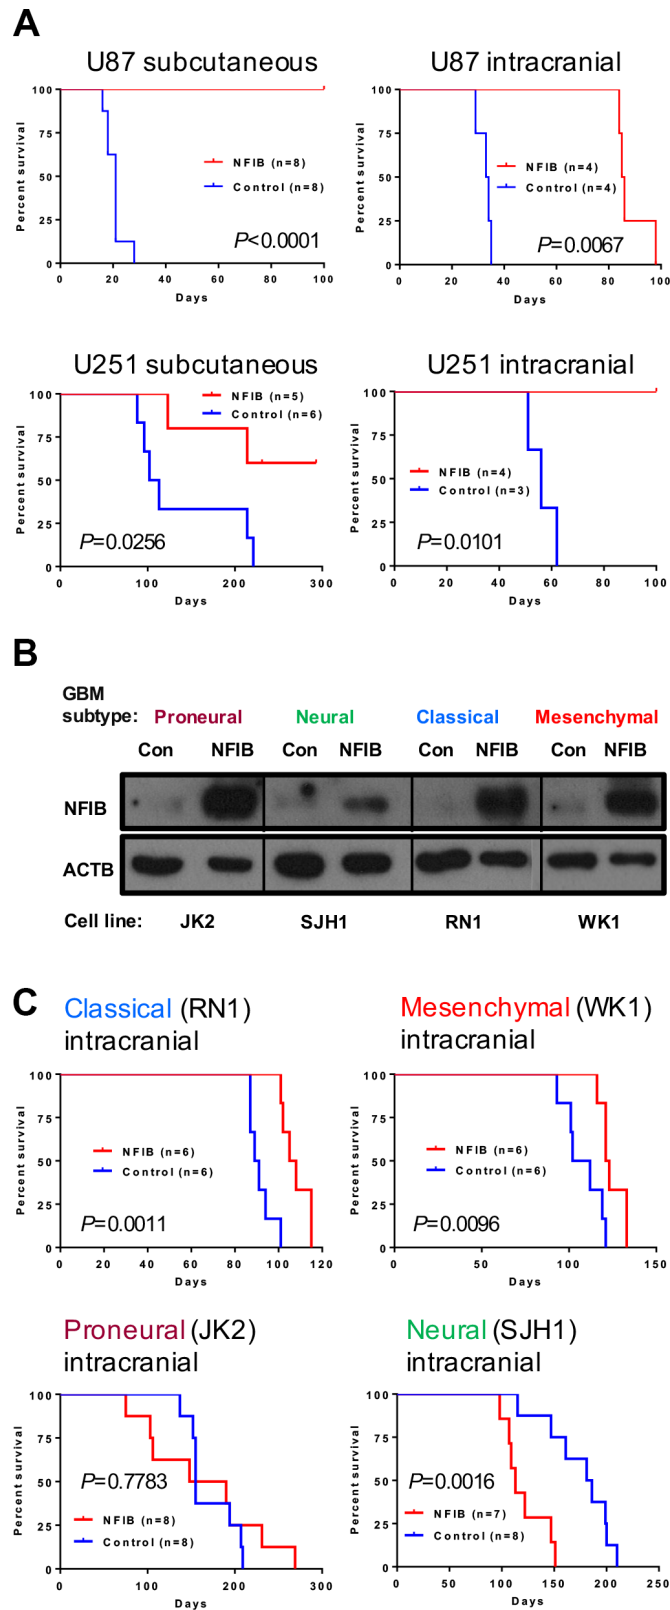 A
U87 subcutaneous
100
75
50
25
0
Percent survival
NFIB (n=8)
Control (n=8)
P<0.0001
0 20 40 60 80 100
Days
U87 intracranial
100
75
50
25
0
Percent survival
NFIB (n=4)
Control (n=4)
P=0.0067
0 20 40 60 80 100
Days
U251 subcutaneous
100
75
50
25
0
Percent survival
NFIB (n=5)
Control (n=6)
P=0.0256
0 100 200 300
Days
U251 intracranial
100
75
50
25
0
Percent survival
NFIB (n=4)
Control (n=3)
P=0.0101
0 20 40 60 80 100
Days
B
GBM
subtype: Proneural Neural Classical Mesenchymal
Con NFIB Con NFIB Con NFIB Con NFIB
NFIB
ACTB
Cell line: JK2 SJH1 RN1 WK1
C
Classical (RN1)
intracranial
100
75
50
25
0
Percent survival
NFIB (n=6)
Control (n=6)
P=0.0011
0 20 40 60 80 100 120
Days
Mesenchymal (WK1)
intracranial
100
75
50
25
0
Percent survival
NFIB (n=6)
Control (n=6)
P=0.0096
0 50 100 150
Days
Proneural (JK2)
intracranial
100
75
50
25
0
Percent survival
P=0.7783
NFIB (n=8)
Control (n=8)
0 100 200 300
Days
Neural (SJH1)
intracranial
100
75
50
25
0
Percent survival
P=0.0016
NFIB (n=7)
Control (n=8)
0 50 100 150 200 250
Days